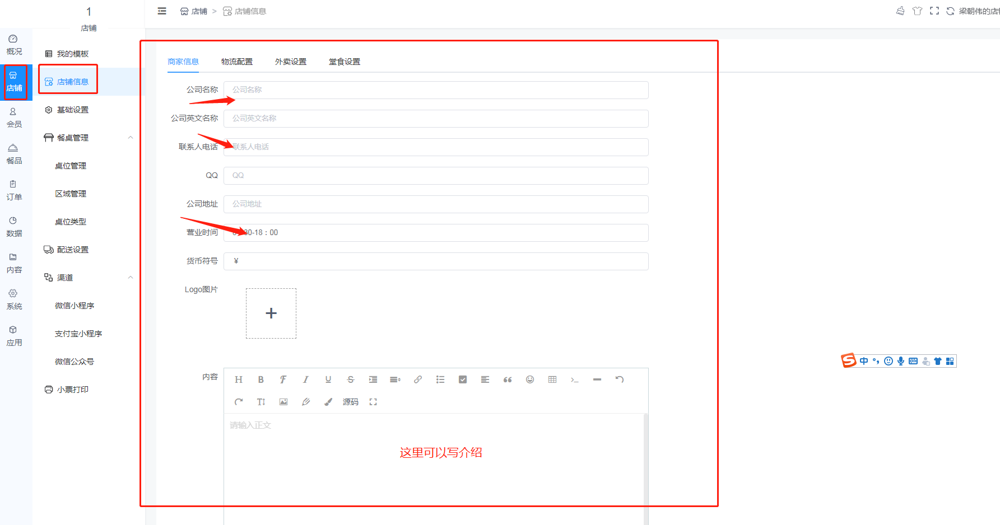 1
店铺
概况
店铺
会员
餐品
订单
数据
内容
系统
应用
我的模板
店铺信息
基础设置
餐桌管理
桌位管理
区域管理
桌位类型
配送设置
渠道
微信小程序
支付宝小程序
微信公众号
小票打印
店铺 > 店铺信息
梁朝伟的店
商家信息 物流配置 外卖设置 堂食设置
公司名称 公司名称
公司英文名称 公司英文名称
联系人电话 联系人电话
QQ QQ
公司地址 公司地址
营业时间 30-18：00
货币符号 ¥
Logo图片
+
内容
H B F I U S
T 源码
请输入正文
这里可以写介绍
S 中